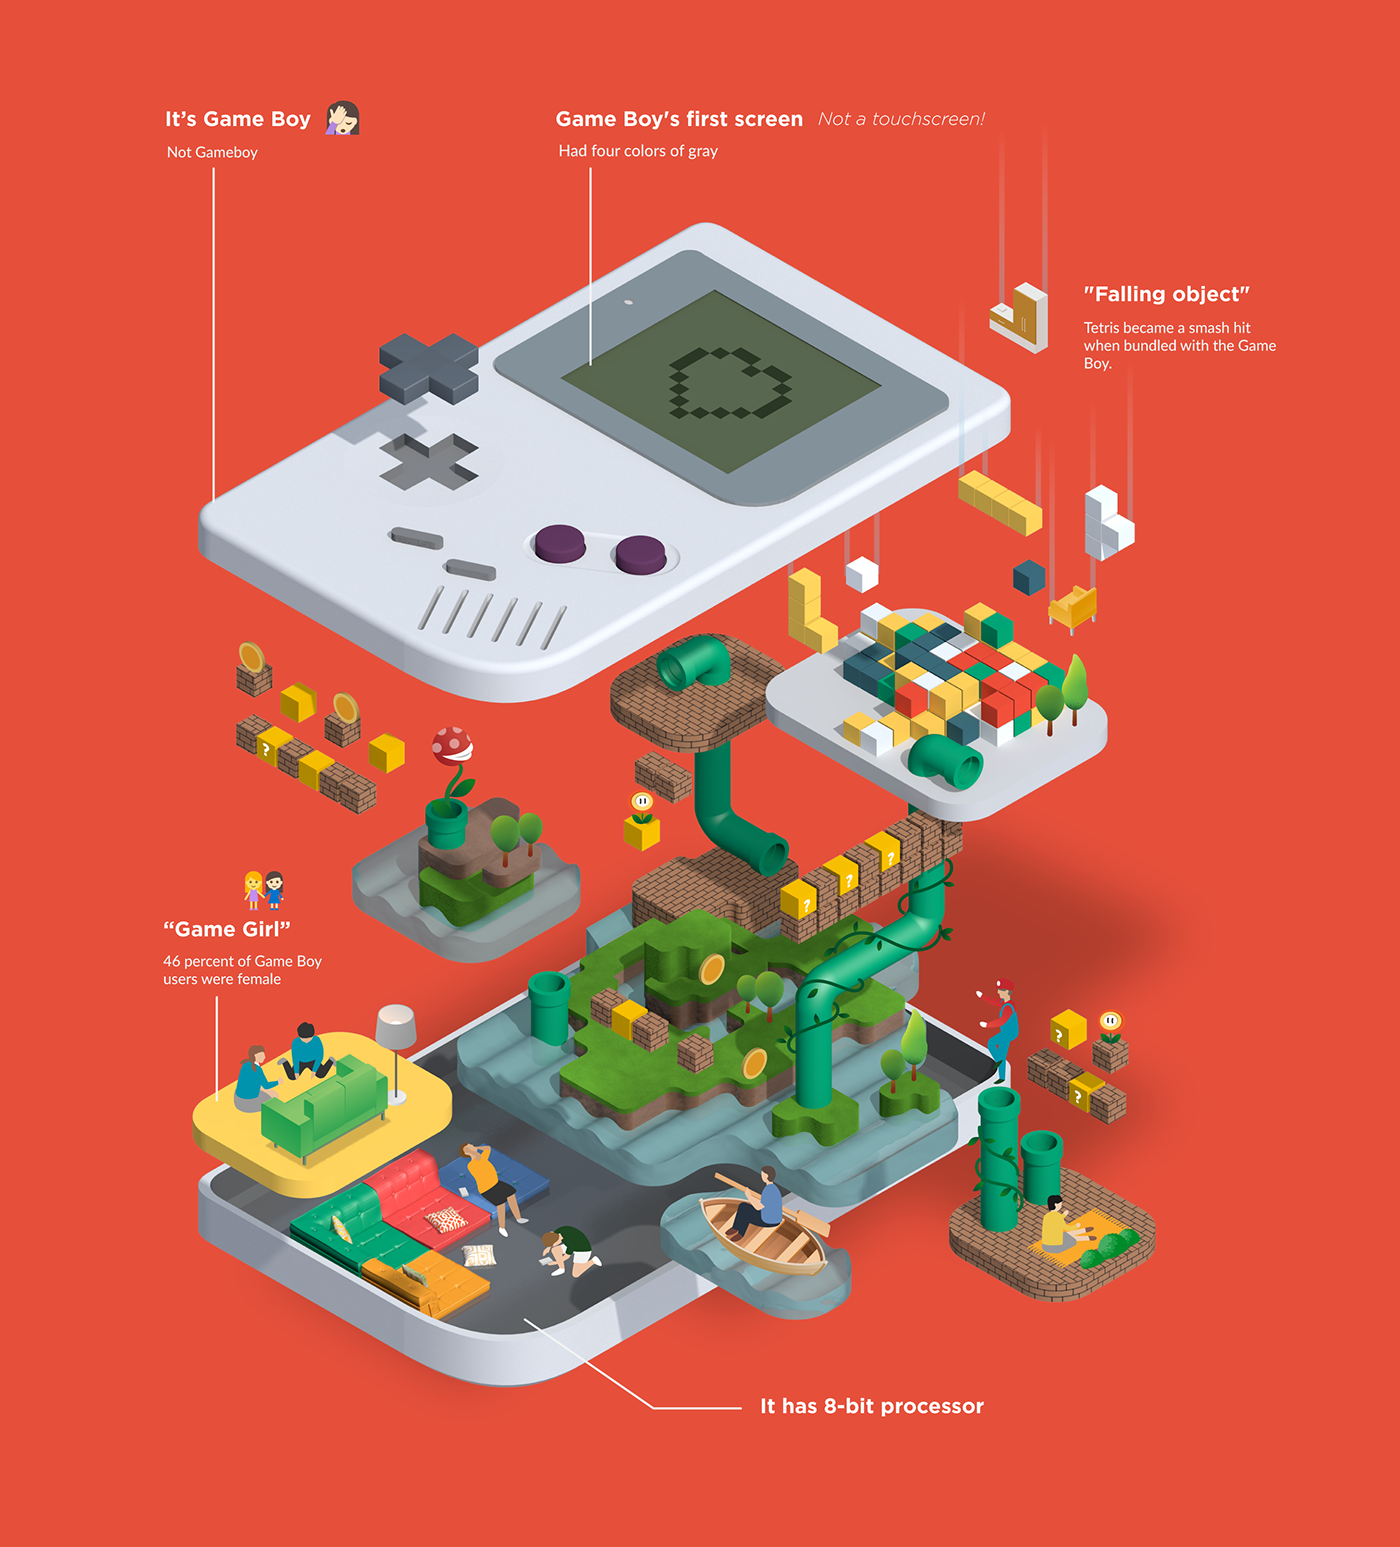 It's Game Boy
Not Gameboy
Game Boy's first screen Not a touchscreen!
Had four colors of gray
"Falling object"
Tetris became a smash hit
when bundled with the Game
Boy.
?
?
?
?
“Game Girl”
46 percent of Game Boy
users were female
?
?
It has 8-bit processor